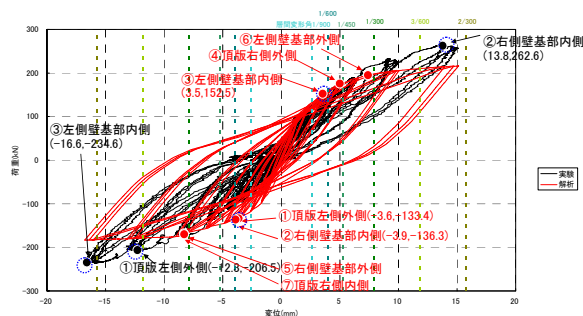 1/600
層間変形角1/900
1/450
1/300
3/600
2/300
⑥左側壁基部外側
④頂版右側外側
③左側壁基部内側
(3.5,152.5)
②右側壁基部内側
(13.8,262.6)
③左側壁基部内側
(−16.6,−234.6)
①頂版左側外側(−3.6,−133.4)
②右側壁基部内側(−3.9,−136.3)
①頂版左側外側(−12.8,−206.5)
⑤右側壁基部外側
⑦頂版右側内側
実験
解析
荷重(kN)
300
200
100
0
−100
−200
−300
−20
−15
−10
−5
0
5
10
15
20
変位(mm)